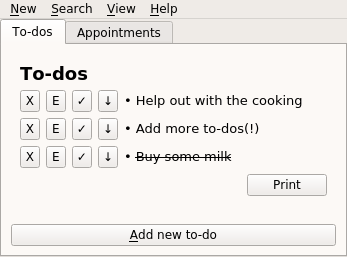 New Search View Help
To-dos Appointments
To-dos
X E ✓ ↓ • Help out with the cooking
X E ✓ ↓ • Add more to-dos(!)
X E ✓ ↓ • Buy some milk
Print
Add new to-do